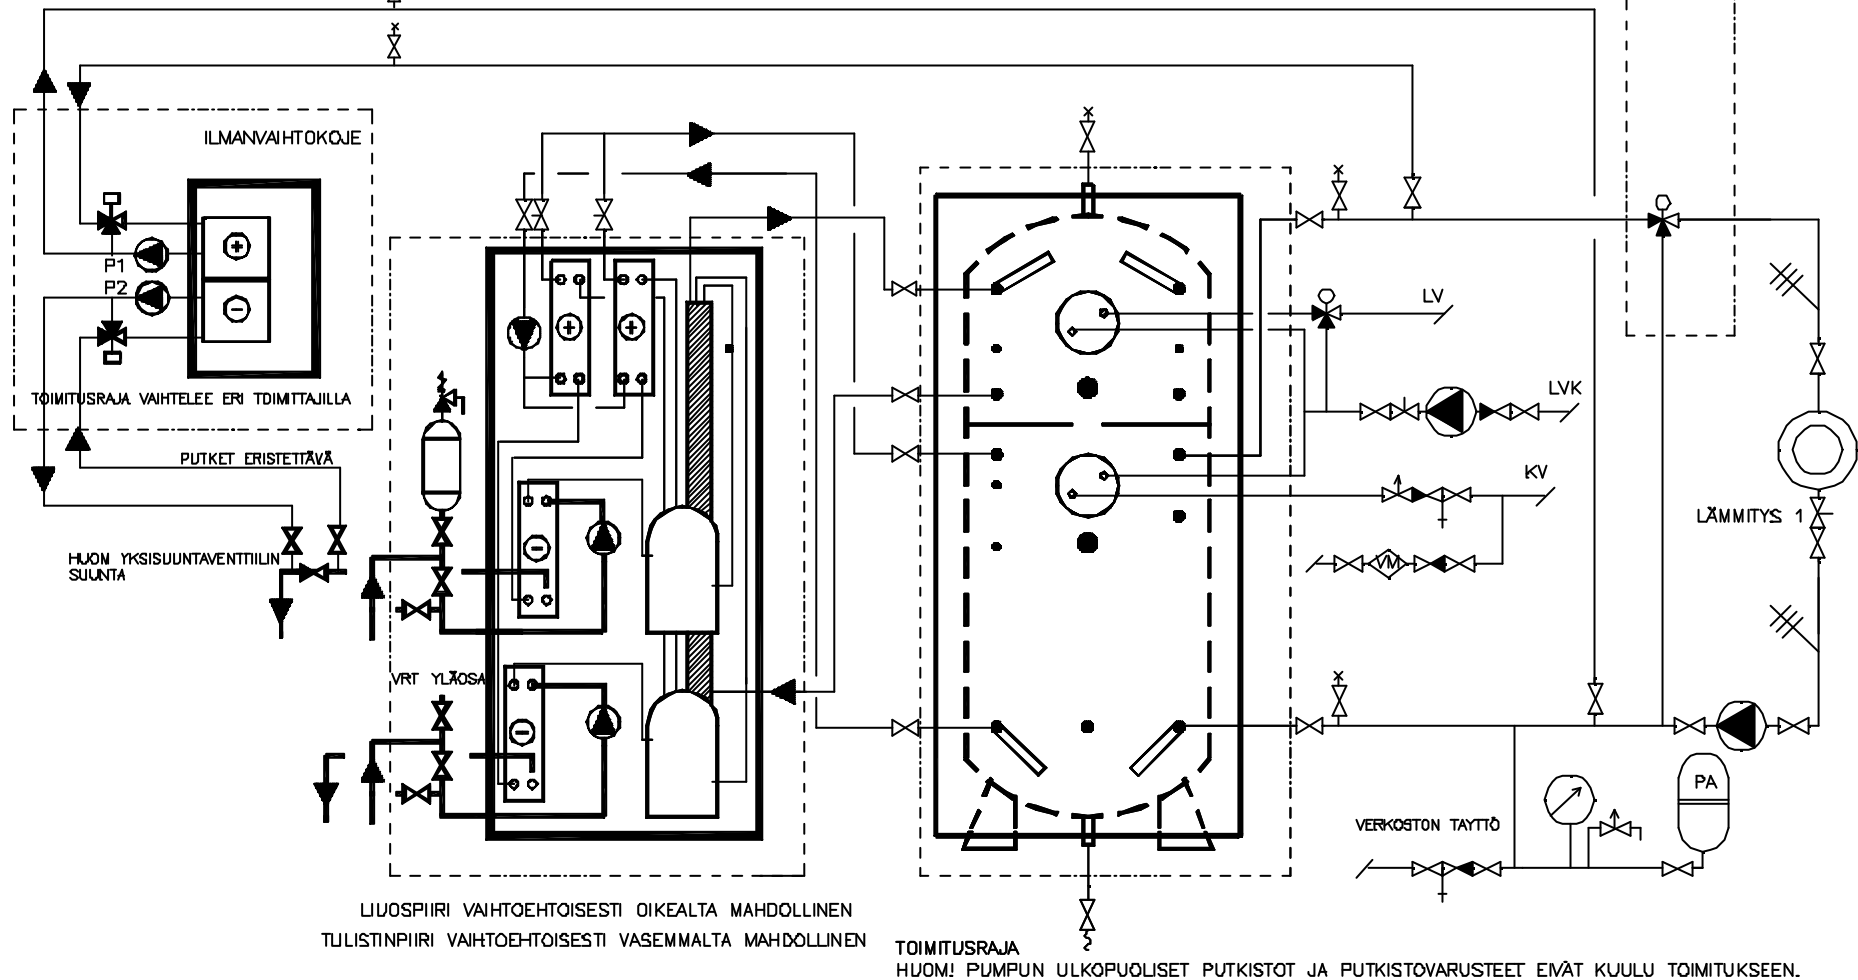 ILMANVAIHTOKOJE
P1
P2
TOIMITUSRAJA VAIHTELEE ERI TOIMITTAJILLA
PUTKET ERISTETTÄVÄ
HUOM YKSISUUNTAVENTTIILIN
SUUNTA
VRT YLÄOSA
LV
LVK
KV
VM
LÄMMITYS 1
PA
VERKOSTON TÄYTTÖ
LIUOSPIIRI VAIHTOEHTOISESTI OIKEALTA MAHDOLLINEN
TULISTINPIIRI VAIHTOEHTOISESTI VASEMMALTA MAHDOLLINEN
TOIMITUSRAJA
HUOM! PUMPUN ULKOPUOLISET PUTKISTOT JA PUTKISTOVARUSTEET EIVÄT KUULU TOIMITUKSEEN.